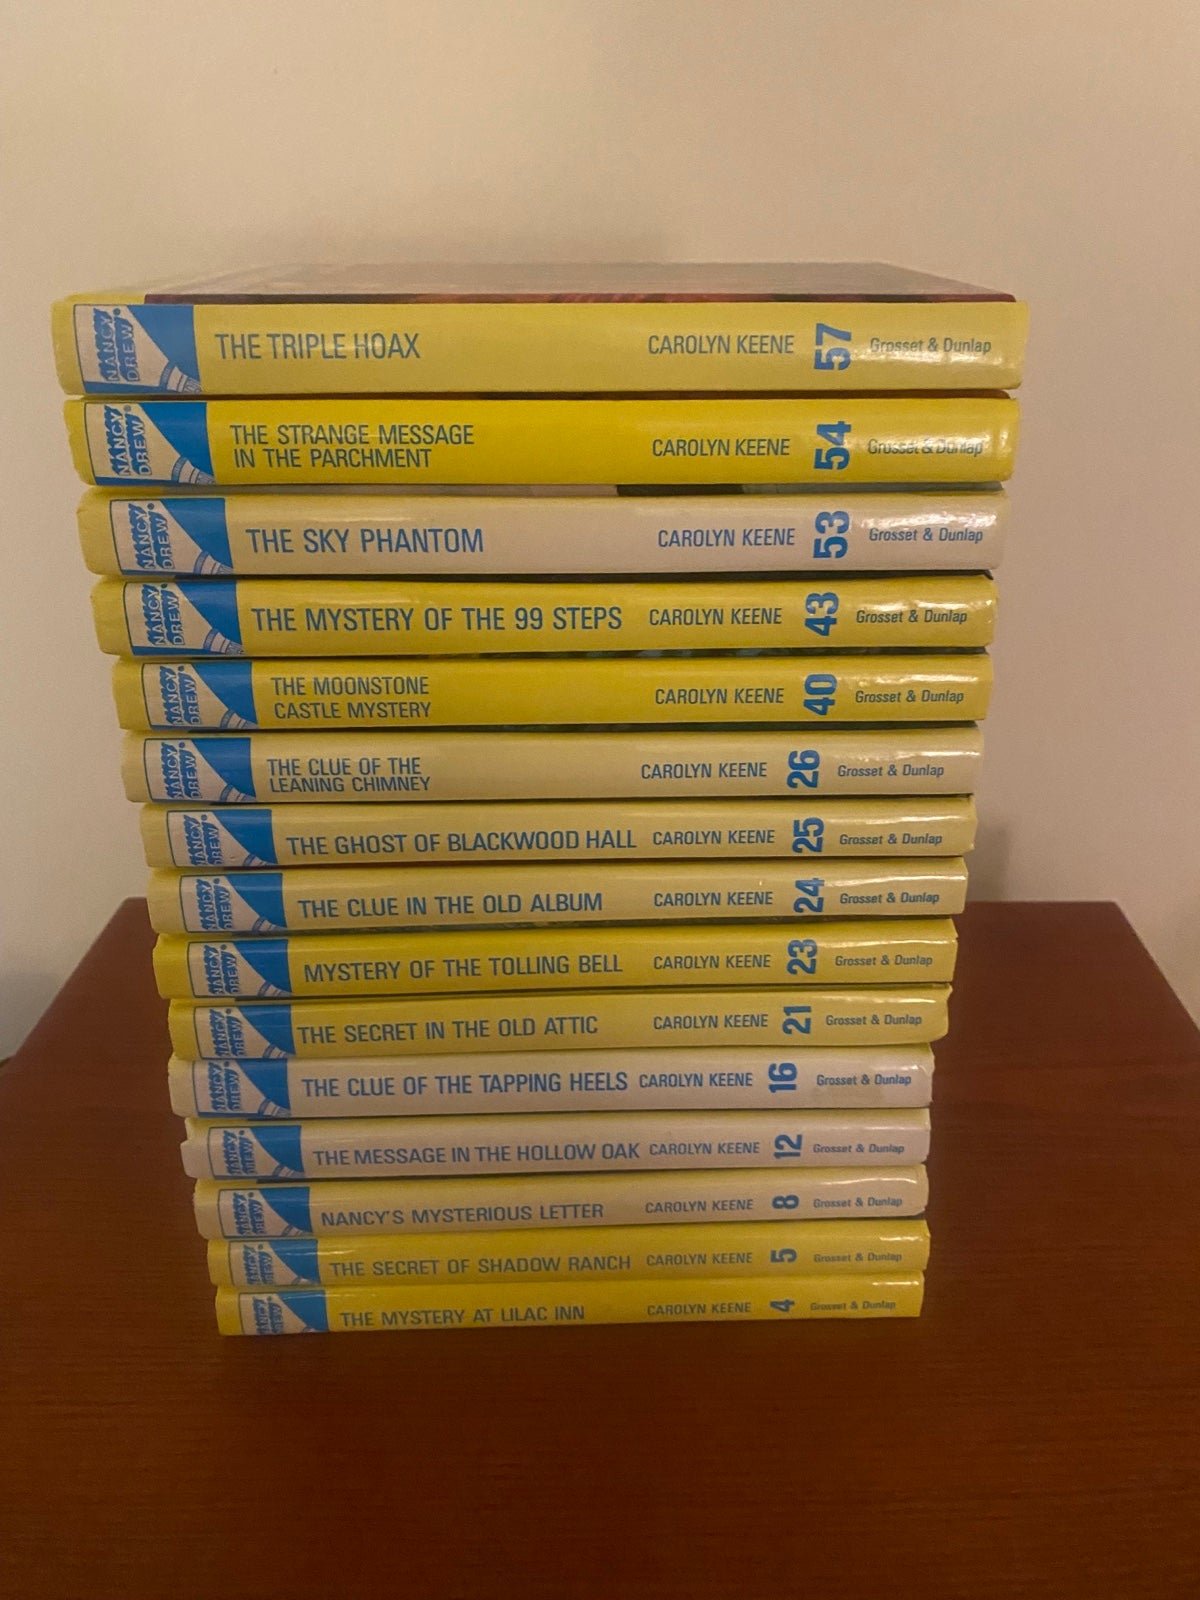 NANCY DREW® THE TRIPLE HOAX CAROLYN KEENE 57 Grosset & Dunlap
NANCY DREW® THE STRANGE MESSAGE
IN THE PARCHMENT CAROLYN KEENE 54 Grosset & Dunlap
NANCY DREW® THE SKY PHANTOM CAROLYN KEENE 53 Grosset & Dunlap
NANCY DREW® THE MYSTERY OF THE 99 STEPS CAROLYN KEENE 43 Grosset & Dunlap
NANCY DREW® THE MOONSTONE
CASTLE MYSTERY CAROLYN KEENE 40 Grosset & Dunlap
NANCY DREW® THE CLUE OF THE
LEANING CHIMNEY CAROLYN KEENE 26 Grosset & Dunlap
NANCY DREW® THE GHOST OF BLACKWOOD HALL CAROLYN KEENE 25 Grosset & Dunlap
NANCY DREW® THE CLUE IN THE OLD ALBUM CAROLYN KEENE 24 Grosset & Dunlap
NANCY DREW® MYSTERY OF THE TOLLING BELL CAROLYN KEENE 23 Grosset & Dunlap
NANCY DREW® THE SECRET IN THE OLD ATTIC CAROLYN KEENE 21 Grosset & Dunlap
NANCY DREW® THE CLUE OF THE TAPPING HEELS CAROLYN KEENE 16 Grosset & Dunlap
NANCY DREW® THE MESSAGE IN THE HOLLOW OAK CAROLYN KEENE 12 Grosset & Dunlap
NANCY DREW® NANCY'S MYSTERIOUS LETTER CAROLYN KEENE 8 Grosset & Dunlap
NANCY DREW® THE SECRET OF SHADOW RANCH CAROLYN KEENE 5 Grosset & Dunlap
NANCY DREW® THE MYSTERY AT LILAC INN CAROLYN KEENE 4 Grosset & Dunlap